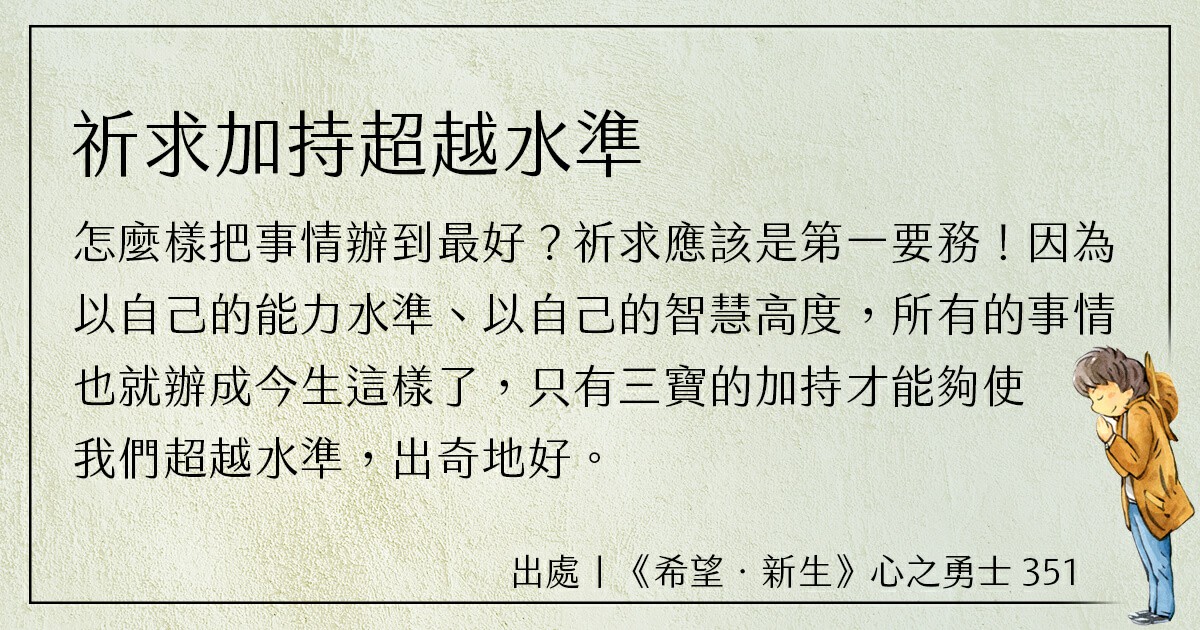 祈求加持超越水準
怎麼樣把事情辦到最好？祈求應該是第一要務！因為
以自己的能力水準、以自己的智慧高度，所有的事情
也就辦成今生這樣了，只有三寶的加持才能夠使
我們超越水準，出奇地好。
出處｜《希望．新生》心之勇士 351